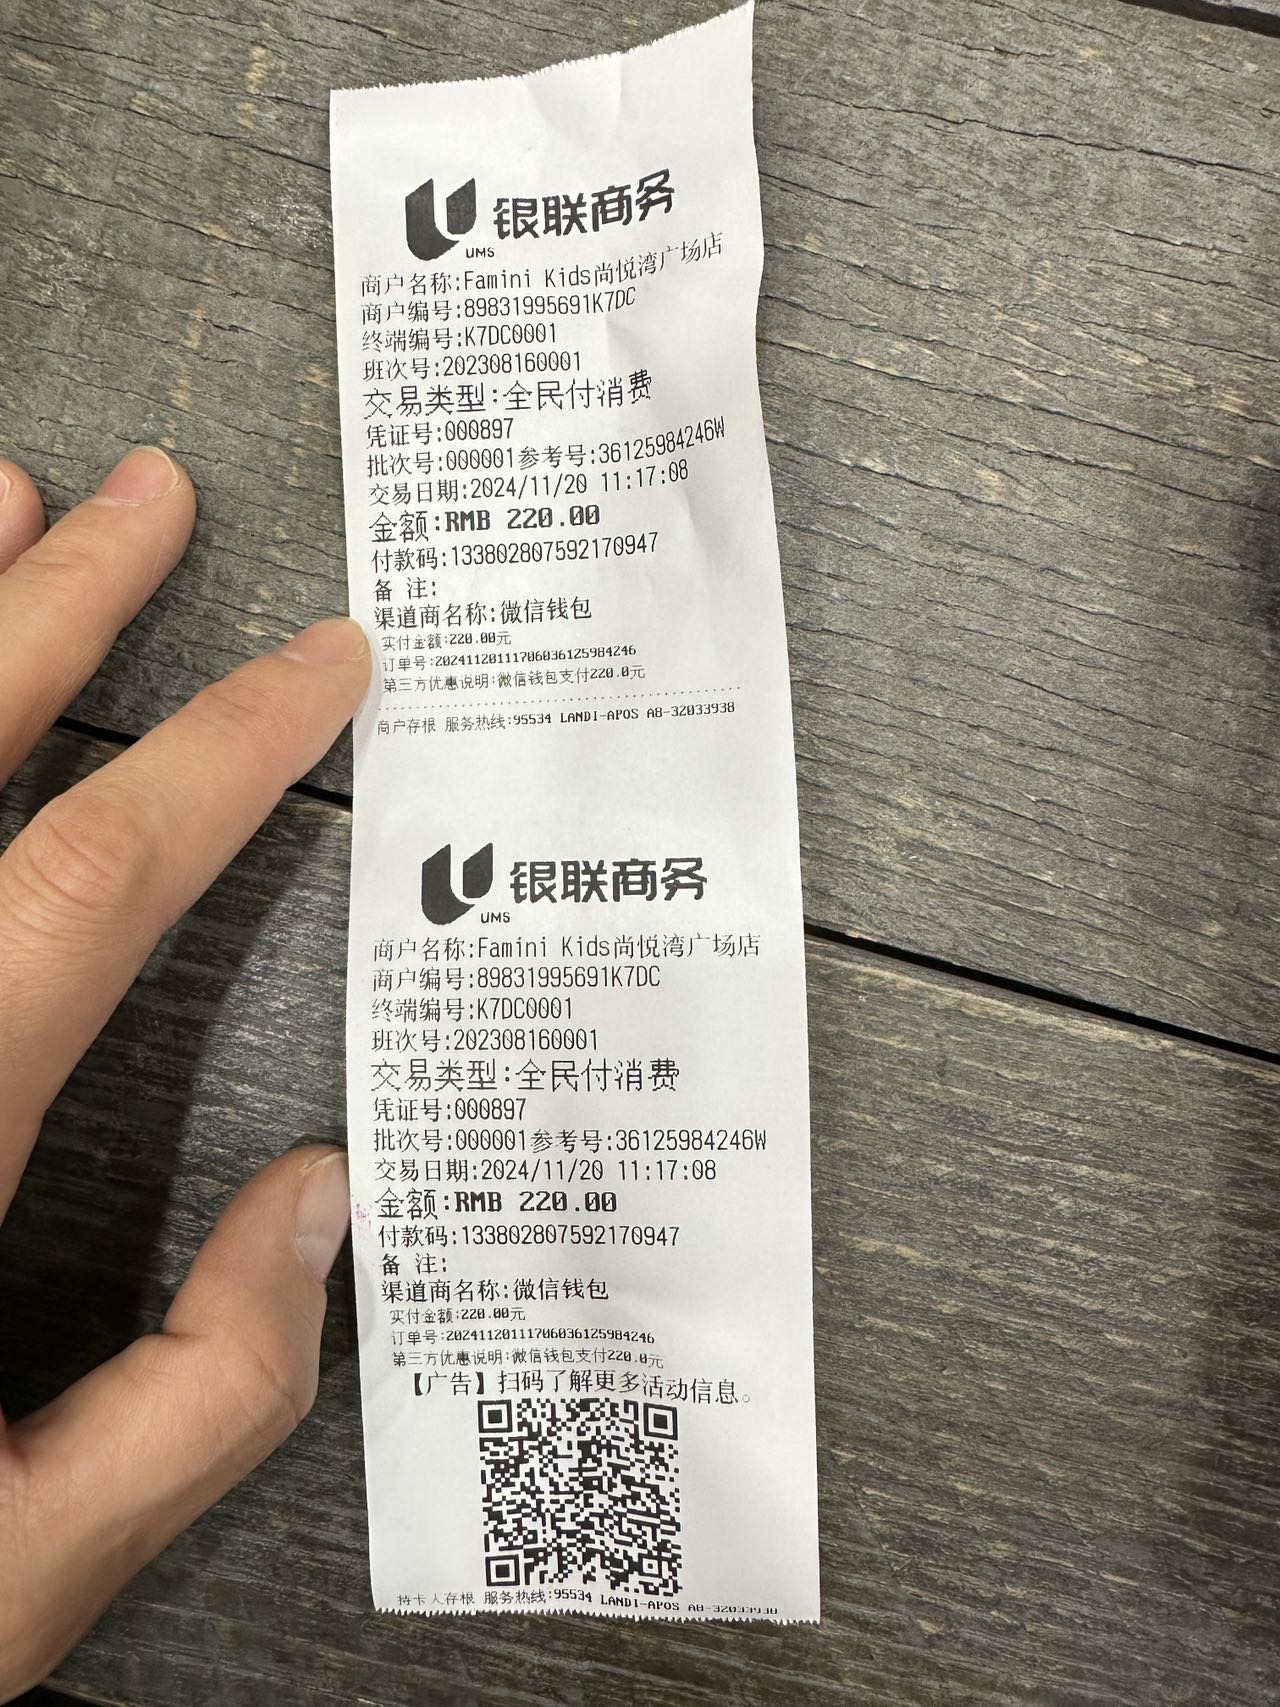 银联商务
UMS
商户名称:Famini Kids尚悦湾广场店
商户编号:89831995691K7DC
终端编号:K7DC0001
班次号:202308160001
交易类型:全民付消费
凭证号:000897
批次号:000001参考号:36125984246W
交易日期:2024/11/20 11:17:08
金额:RMB 220.00
付款码:133802807592170947
备 注:
渠道商名称:微信钱包
实付金额:220.00元
订单号:20241120111706036125984246
第三方优惠说明:微信钱包支付220.0元
商户存根 服务热线:95534 LANDI-APOS A8-32033938
银联商务
UMS
商户名称:Famini Kids尚悦湾广场店
商户编号:89831995691K7DC
终端编号:K7DC0001
班次号:202308160001
交易类型:全民付消费
凭证号:000897
批次号:000001参考号:36125984246W
交易日期:2024/11/20 11:17:08
金额:RMB 220.00
付款码:133802807592170947
备 注:
渠道商名称:微信钱包
实付金额:220.00元
订单号:20241120111706036125984246
第三方优惠说明:微信钱包支付220.0元
【广告】扫码了解更多活动信息。
持卡人存根 服务热线:95534 LANDI-APOS A8-32033938